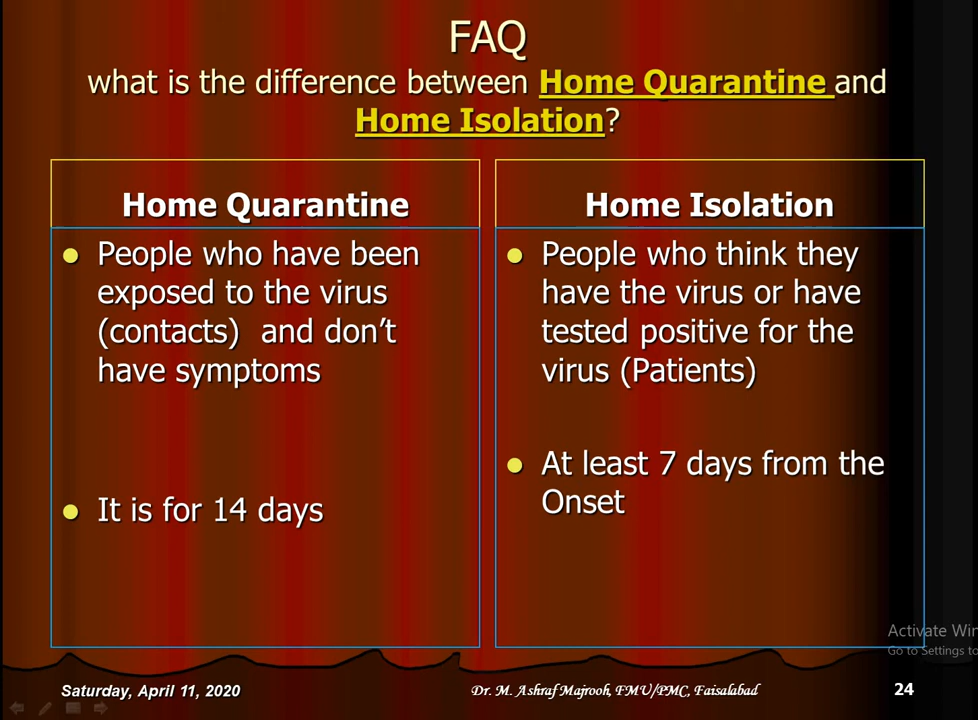 FAQ
what is the difference between Home Quarantine and
Home Isolation?
Home Quarantine
People who have been
exposed to the virus
(contacts)  and don’t
have symptoms
It is for 14 days
Home Isolation
People who think they
have the virus or have
tested positive for the
virus (Patients)
At least 7 days from the
Onset
Activate Win
Go to Settings to
Saturday, April 11, 2020
Dr. M. Ashraf Majrooh, FMU/PMC, Faisalabad
24